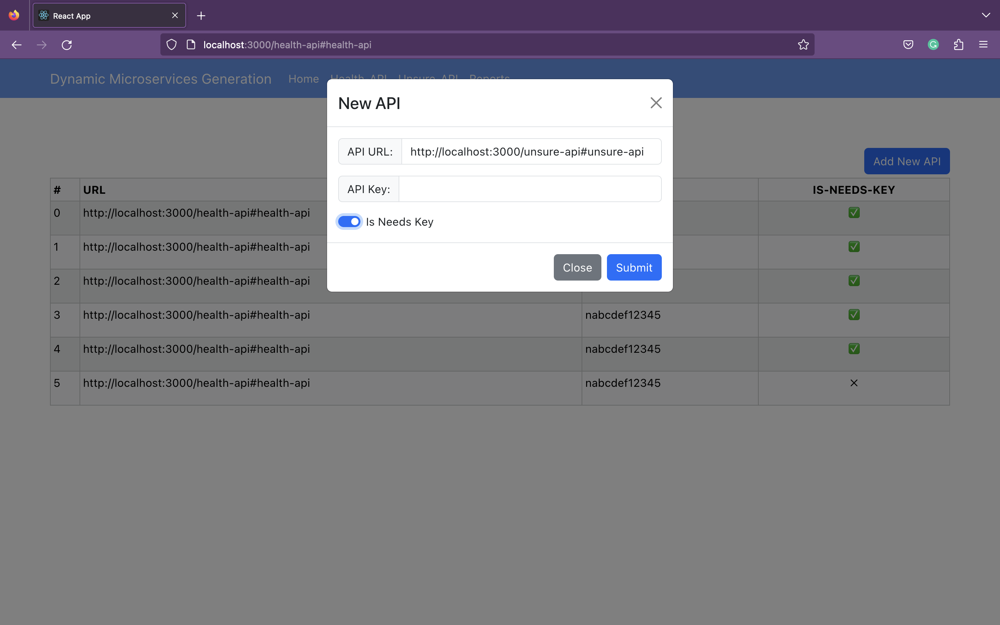 React App
localhost:3000/health-api#health-api
Dynamic Microservices Generation Home Health API Unsure API Reports
New API
API URL: http://localhost:3000/unsure-api#unsure-api
Add New API
API Key:
# URL IS-NEEDS-KEY
0 http://localhost:3000/health-api#health-api ✅
Is Needs Key
1 http://localhost:3000/health-api#health-api ✅
Close Submit
2 http://localhost:3000/health-api#health-api ✅
3 http://localhost:3000/health-api#health-api nabcdef12345 ✅
4 http://localhost:3000/health-api#health-api nabcdef12345 ✅
5 http://localhost:3000/health-api#health-api nabcdef12345 ×